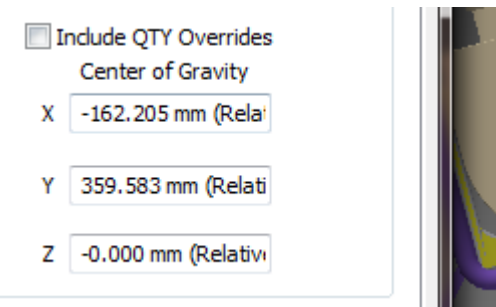 Include QTY Overrides
Center of Gravity
X -162.205 mm (Rela
Y 359.583 mm (Relati
Z -0.000 mm (Relative